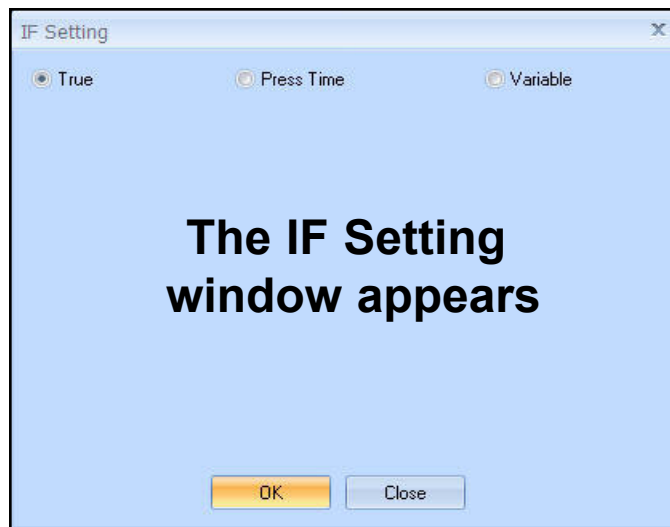 IF Setting x
True Press Time Variable
The IF Setting
window appears
OK Close